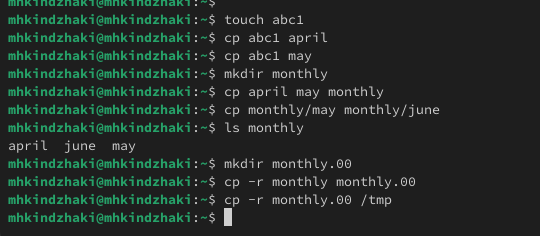 mhkindzhaki@mhkindzhaki:~$
mhkindzhaki@mhkindzhaki:~$ touch abc1
mhkindzhaki@mhkindzhaki:~$ cp abc1 april
mhkindzhaki@mhkindzhaki:~$ cp abc1 may
mhkindzhaki@mhkindzhaki:~$ mkdir monthly
mhkindzhaki@mhkindzhaki:~$ cp april may monthly
mhkindzhaki@mhkindzhaki:~$ cp monthly/may monthly/june
mhkindzhaki@mhkindzhaki:~$ ls monthly
april  june  may
mhkindzhaki@mhkindzhaki:~$ mkdir monthly.00
mhkindzhaki@mhkindzhaki:~$ cp -r monthly monthly.00
mhkindzhaki@mhkindzhaki:~$ cp -r monthly.00 /tmp
mhkindzhaki@mhkindzhaki:~$